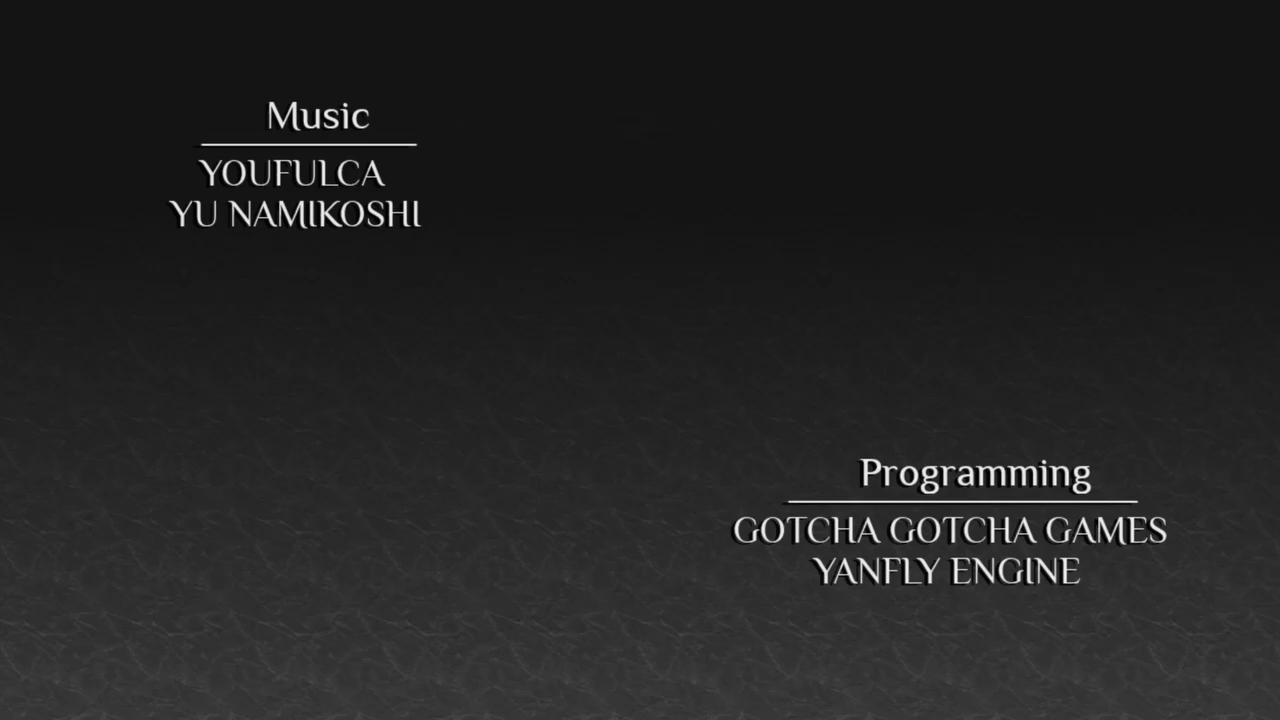 Music
YOUFULCA
YU NAMIKOSHI
Programming
GOTCHA GOTCHA GAMES
YANFLY ENGINE